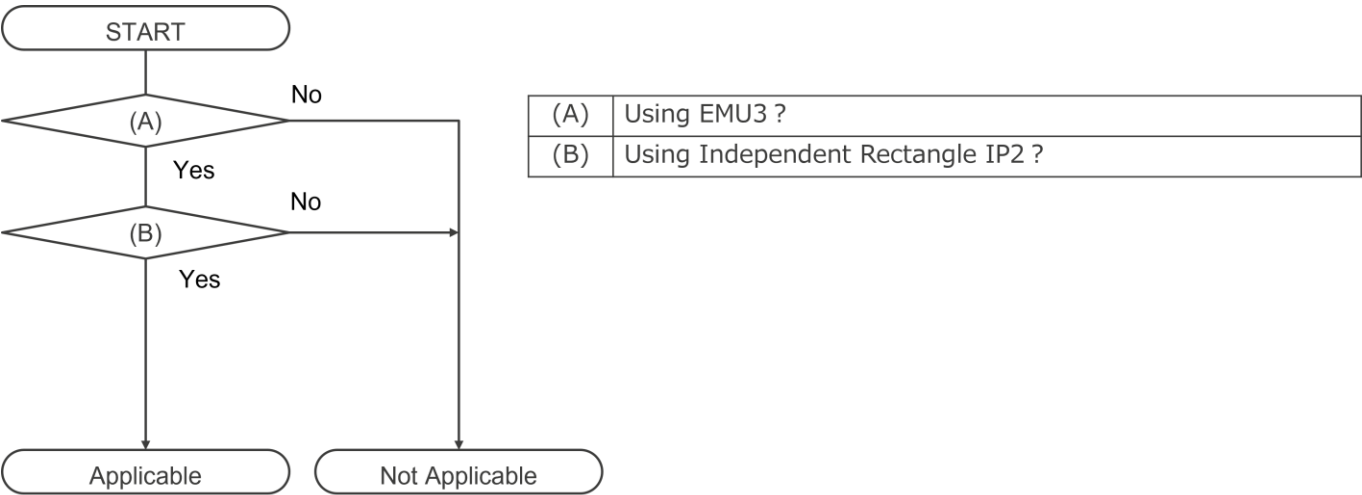 START
No
(A)
Yes
No
(B)
Yes
Applicable
Not Applicable
(A) Using EMU3 ?
(B) Using Independent Rectangle IP2 ?